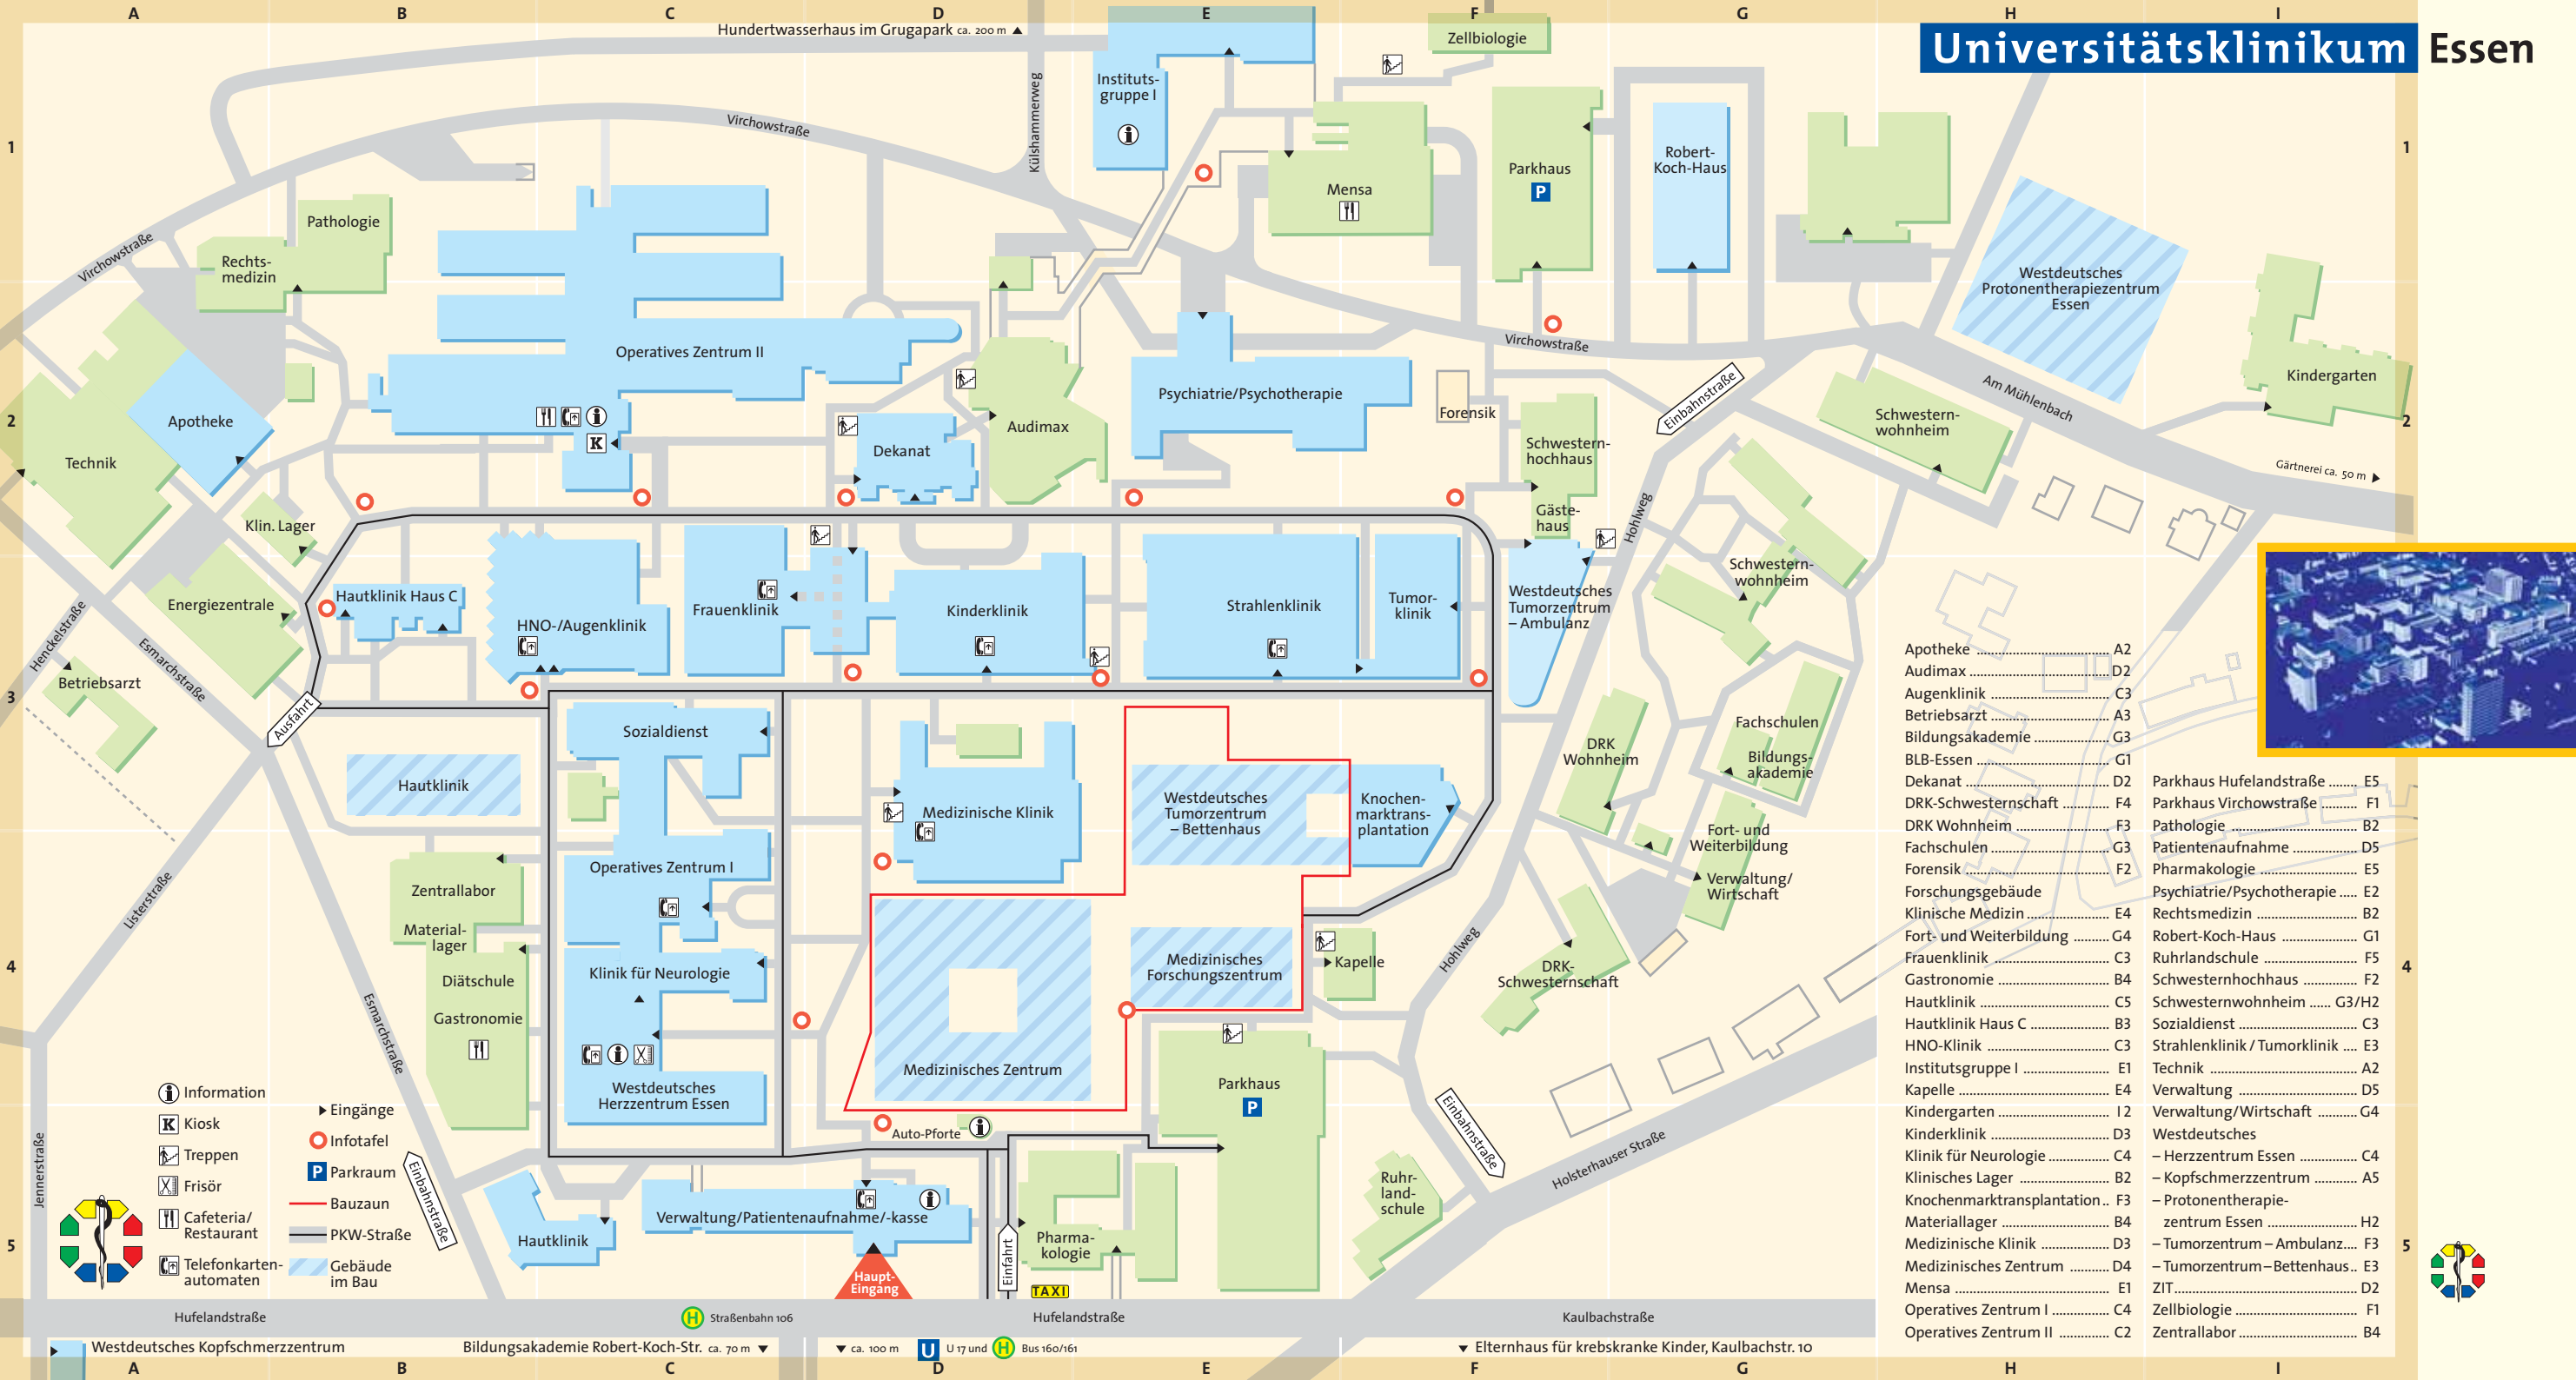 A B C D E F G H I
Universitätsklinikum Essen
Hundertwasserhaus im Grugapark ca. 200 m
Zellbiologie
Instituts-
gruppe I
Külshammerweg
Virchowstraße
1
1
Mensa
Parkhaus
P
Robert-
Koch-Haus
Pathologie
Rechts-
medizin
Virchowstraße
Westdeutsches
Protonentherapiezentrum
Essen
Virchowstraße
Operatives Zentrum II
Psychiatrie/Psychotherapie
Kindergarten
Am Mühlenbach
Einbahnstraße
Forensik
Schwestern-
wohnheim
Apotheke
2
2
K
Audimax
Dekanat
Technik
Schwestern-
hochhaus
Gärtnerei ca. 50 m
Klin. Lager
Gäste-
haus
Hohlweg
Schwestern-
wohnheim
Energiezentrale
Hautklinik Haus C
HNO-/Augenklinik
Frauenklinik
Kinderklinik
Strahlenklinik
Tumor-
klinik
Westdeutsches
Tumorzentrum
– Ambulanz
Henckelstraße
Esmarchstraße
Betriebsarzt
3
Ausfahrt
Sozialdienst
Hautklinik
Medizinische Klinik
Westdeutsches
Tumorzentrum
– Bettenhaus
Knochen-
marktrans-
plantation
DRK
Wohnheim
Fachschulen
Bildungs-
akademie
Fort- und
Weiterbildung
Verwaltung/
Wirtschaft
Operatives Zentrum I
Zentrallabor
Material-
lager
Listerstraße
4
4
Diätschule
Gastronomie
Klinik für Neurologie
Medizinisches
Forschungszentrum
Kapelle
Hohlweg
DRK-
Schwesternschaft
Esmarchstraße
Medizinisches Zentrum
Westdeutsches
Herzzentrum Essen
Parkhaus
P
Auto-Pforte
Einbahnstraße
Holsterhauser Straße
Jennerstraße
Information
K Kiosk
Treppen
Frisör
Cafeteria/
Restaurant
Telefonkarten-
automaten
Eingänge
Infotafel
P Parkraum
Bauzaun
PKW-Straße
Gebäude
im Bau
Einbahnstraße
Hautklinik
Verwaltung/Patientenaufnahme/-kasse
Haupt-
Eingang
Einfahrt
Pharma-
kologie
TAXI
Ruhr-
land-
schule
5
5
Hufelandstraße
H Straßenbahn 106
Hufelandstraße
Kaulbachstraße
Westdeutsches Kopfschmerzzentrum
Bildungsakademie Robert-Koch-Str. ca. 70 m
ca. 100 m U U 17 und H Bus 160/161
Elternhaus für krebskranke Kinder, Kaulbachstr. 10
A B C D E F G H I
Apotheke ... A2
Audimax ... D2
Augenklinik ... C3
Betriebsarzt ... A3
Bildungsakademie ... G3
BLB-Essen ... G1
Dekanat ... D2
DRK-Schwesternschaft ... F4
DRK Wohnheim ... F3
Fachschulen ... G3
Forensik ... F2
Forschungsgebäude
Klinische Medizin ... E4
Fort- und Weiterbildung ... G4
Frauenklinik ... C3
Gastronomie ... B4
Hautklinik ... C5
Hautklinik Haus C ... B3
HNO-Klinik ... C3
Institutsgruppe I ... E1
Kapelle ... E4
Kindergarten ... I 2
Kinderklinik ... D3
Klinik für Neurologie ... C4
Klinisches Lager ... B2
Knochenmarktransplantation .. F3
Materiallager ... B4
Medizinische Klinik ... D3
Medizinisches Zentrum ... D4
Mensa ... E1
Operatives Zentrum I ... C4
Operatives Zentrum II ... C2
Parkhaus Hufelandstraße ... E5
Parkhaus Virchowstraße ... F1
Pathologie ... B2
Patientenaufnahme ... D5
Pharmakologie ... E5
Psychiatrie/Psychotherapie .... E2
Rechtsmedizin ... B2
Robert-Koch-Haus ... G1
Ruhrlandschule ... F5
Schwesternhochhaus ... F2
Schwesternwohnheim ...... G3/H2
Sozialdienst ... C3
Strahlenklinik / Tumorklinik .... E3
Technik ... A2
Verwaltung ... D5
Verwaltung/Wirtschaft ... G4
Westdeutsches
– Herzzentrum Essen ... C4
– Kopfschmerzzentrum ... A5
– Protonentherapie-
zentrum Essen ... H2
– Tumorzentrum – Ambulanz.... F3
– Tumorzentrum – Bettenhaus .. E3
ZIT ... D2
Zellbiologie ... F1
Zentrallabor ... B4